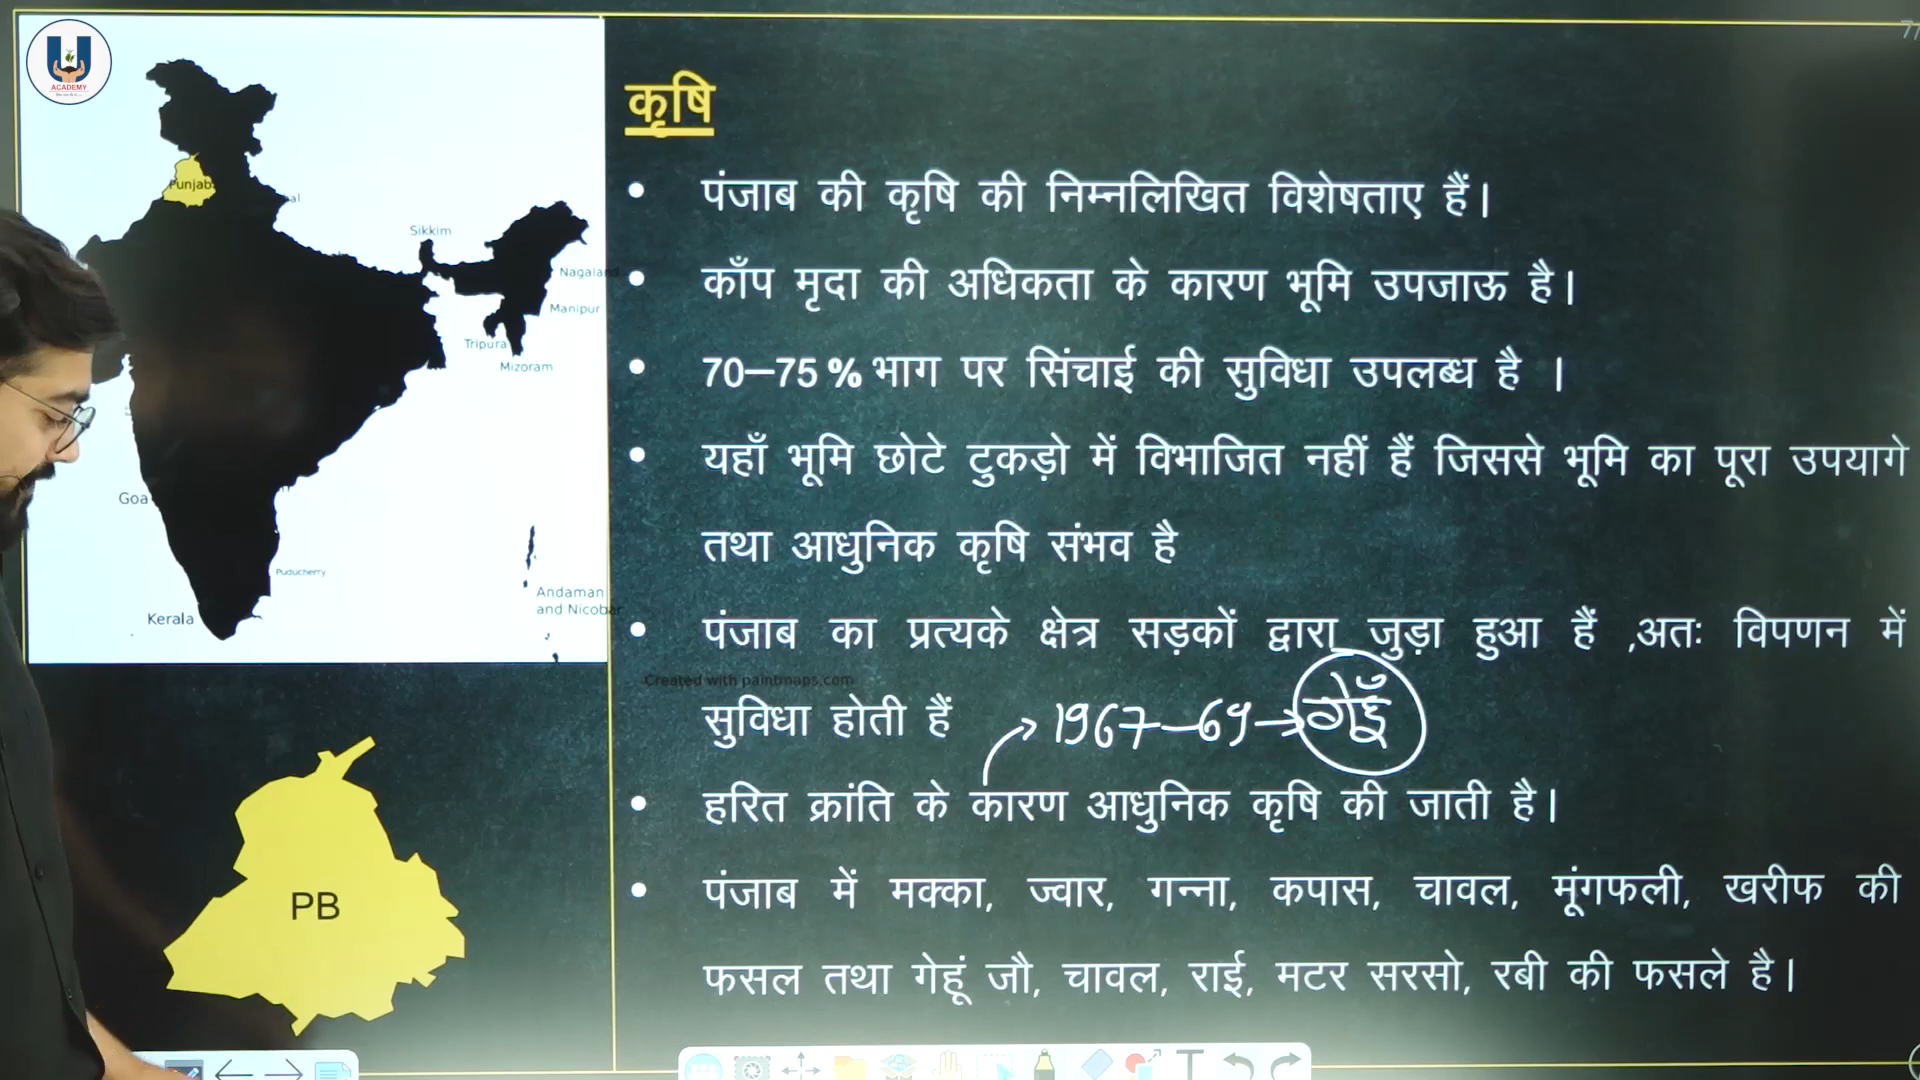 U
ACADEMY
Punjab
al
Sikkim
Nagaland
Manipur
Tripura
Mizoram
Goa
Puducherry
Andaman
and Nicobar
Kerala
PB
कृषि
• पंजाब की कृषि की निम्नलिखित विशेषताए हैं।
• काँप मृदा की अधिकता के कारण भूमि उपजाऊ है।
• 70–75 % भाग पर सिंचाई की सुविधा उपलब्ध है ।
• यहाँ भूमि छोटे टुकड़ो में विभाजित नहीं हैं जिससे भूमि का पूरा उपयागे
तथा आधुनिक कृषि संभव है
• पंजाब का प्रत्यके क्षेत्र सड़कों द्वारा जुड़ा हुआ हैं ,अतः विपणन में
Created with paintmaps.com
सुविधा होती हैं
→ 1967–69 → गेहूँ
• हरित क्रांति के कारण आधुनिक कृषि की जाती है।
• पंजाब में मक्का, ज्वार, गन्ना, कपास, चावल, मूंगफली, खरीफ की
फसल तथा गेहूं जौ, चावल, राई, मटर सरसो, रबी की फसले है।